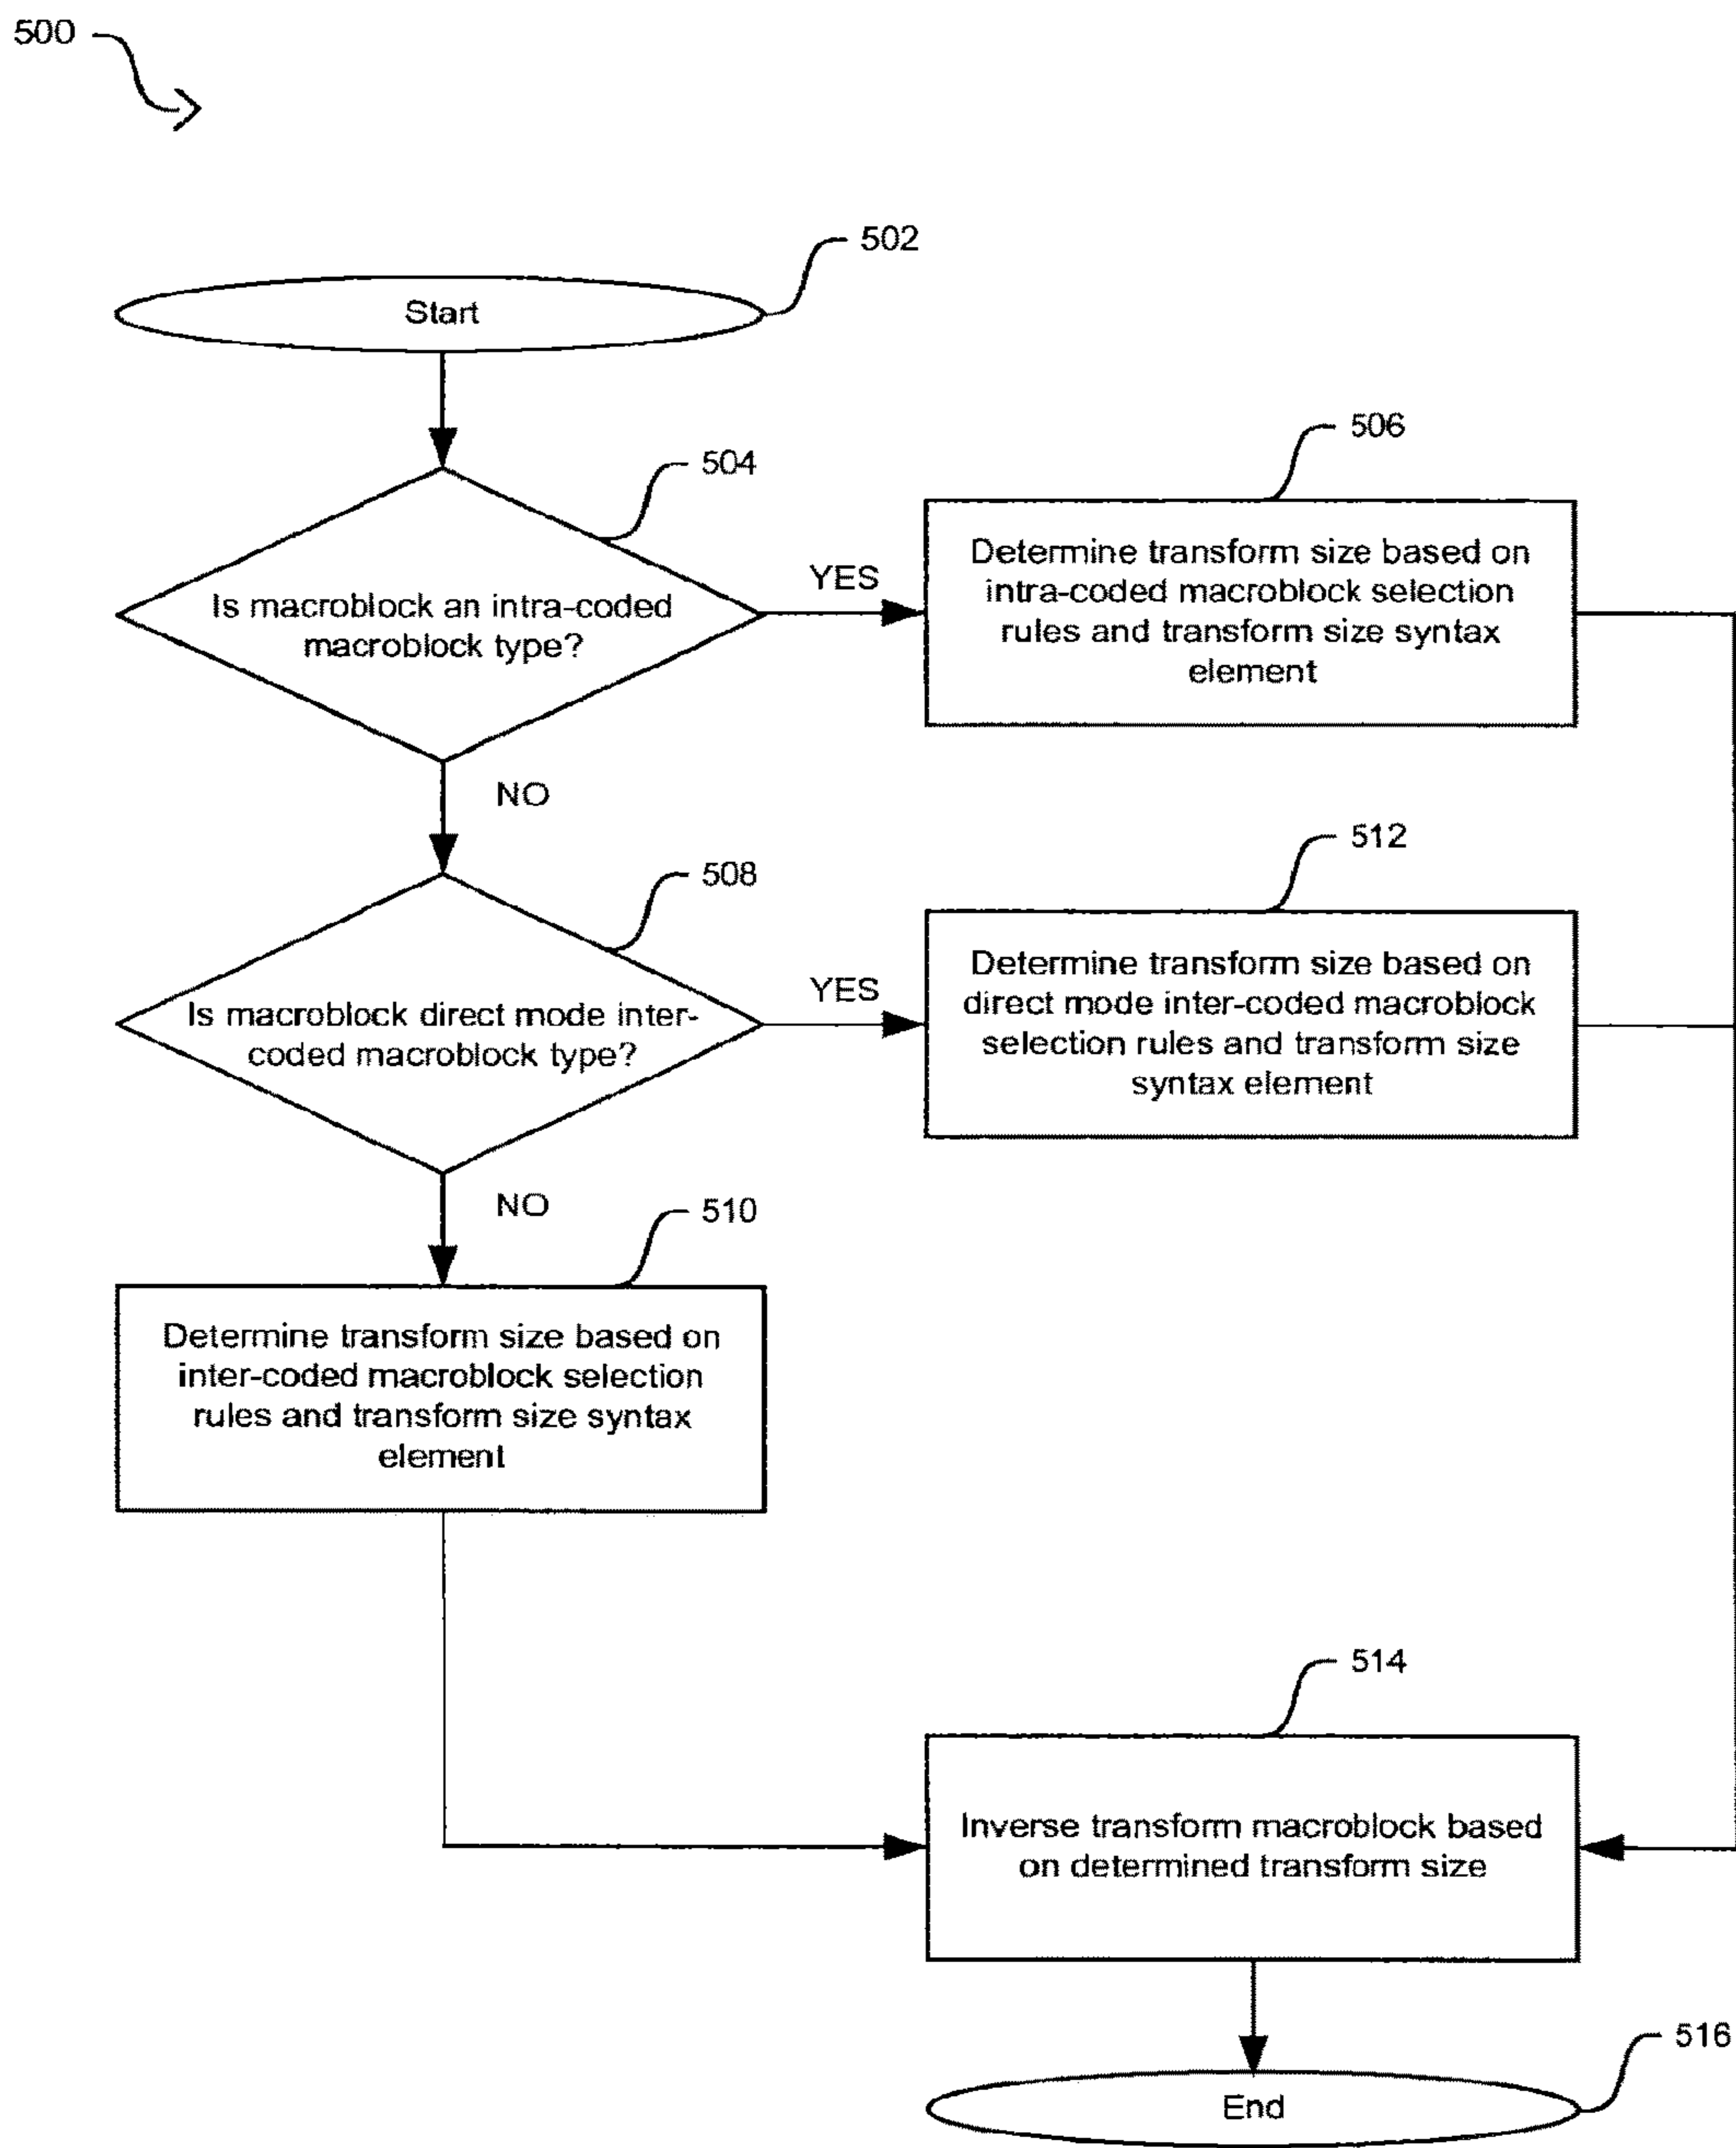 500
502
Start
504
506
Is macroblock an intra-coded
macroblock type?
YES
Determine transform size based on
intra-coded macroblock selection
rules and transform size syntax
element
NO
508
512
Is macroblock direct mode inter-
coded macroblock type?
YES
Determine transform size based on
direct mode inter-coded macroblock
selection rules and transform size
syntax element
NO
510
Determine transform size based on
inter-coded macroblock selection
rules and transform size syntax
element
514
Inverse transform macroblock based
on determined transform size
516
End